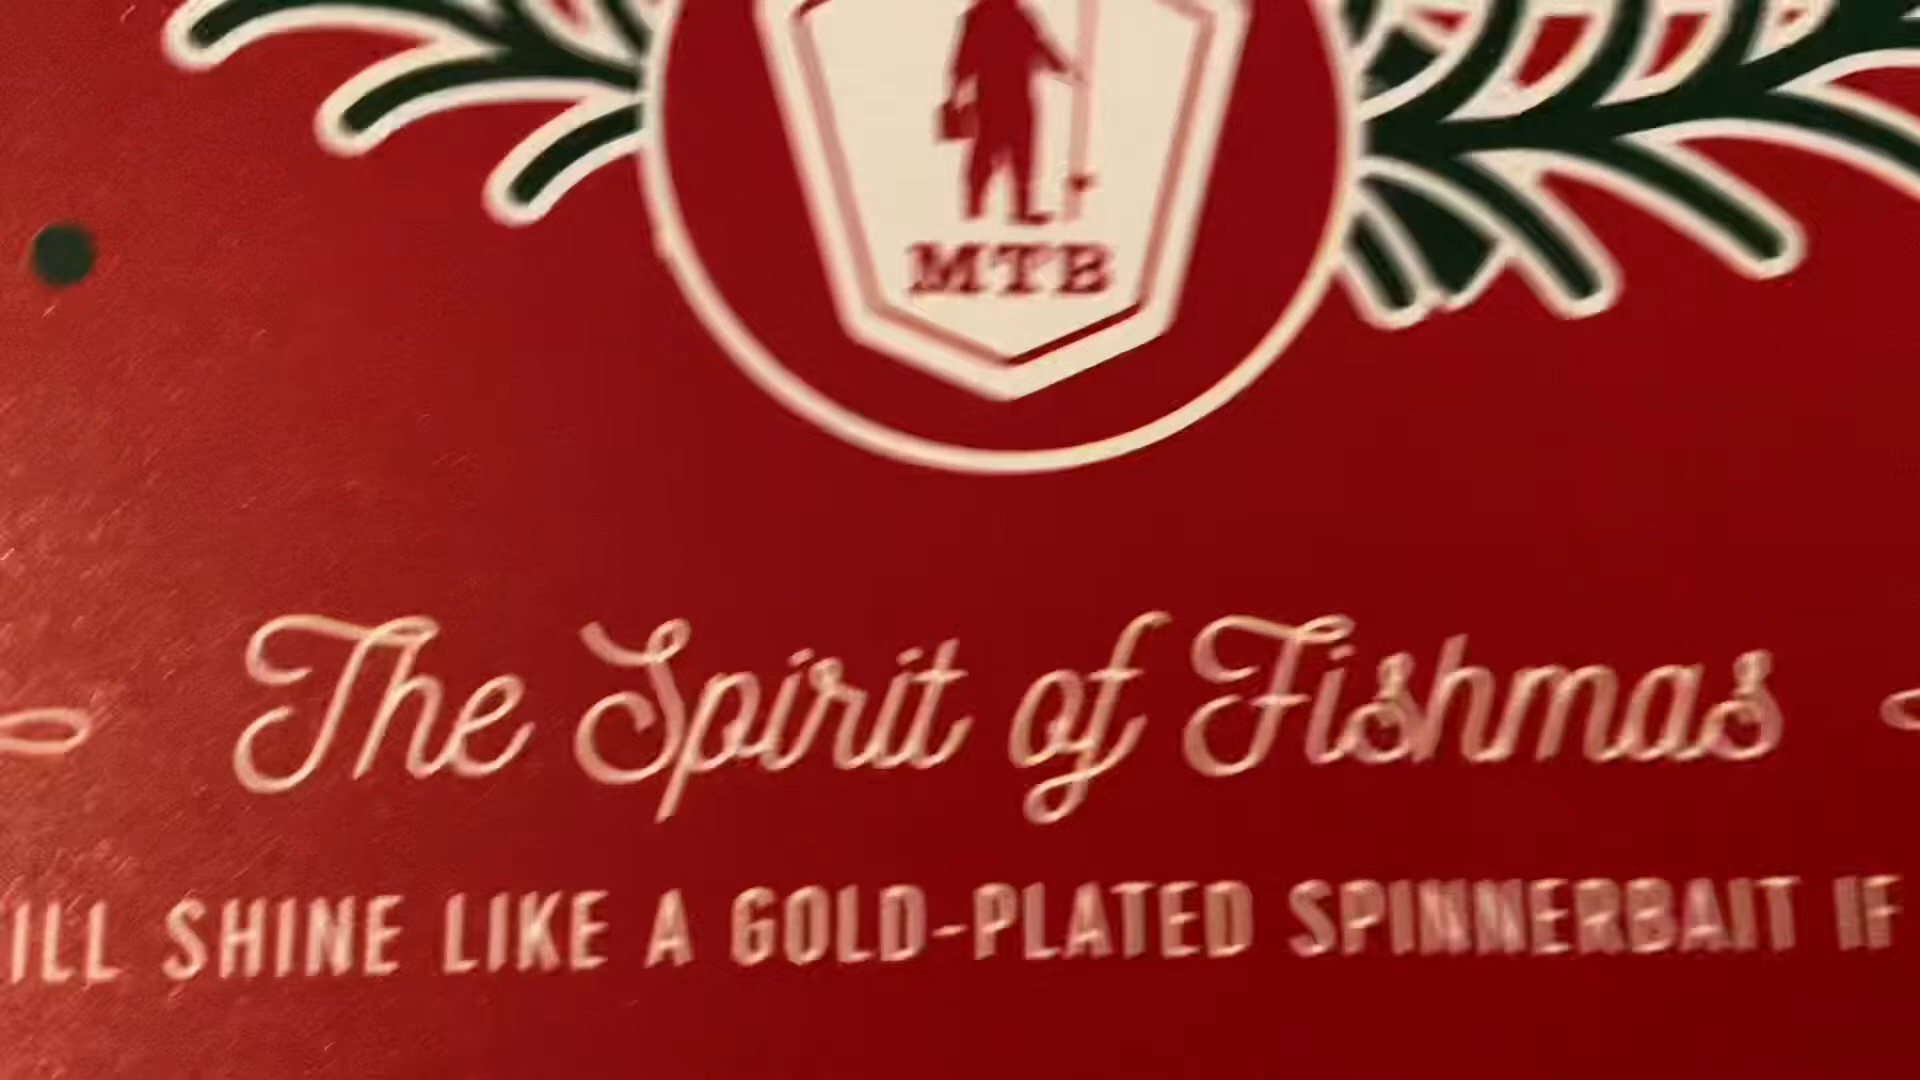 MTB
The Spirit of Fishmas
SHINE LIKE A GOLD-PLATED SPINNERBAIT IF